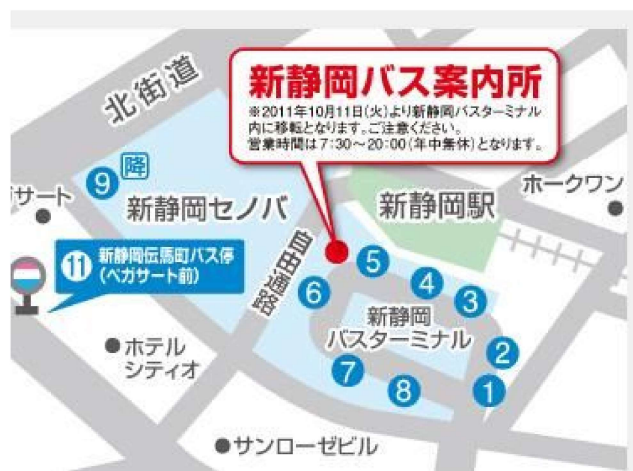 新静岡バス案内所
※2011年10月11日(火)より新静岡バスターミナル
内に移転となります。ご注意ください。
営業時間は7:30〜20:00(年中無休)となります。
北街道
降
9
サート
新静岡セノバ
新静岡駅
ホークワン
11
新静岡伝馬町バス停
(ペガサート前)
自由通路
5
6
4
3
新静岡
バスターミナル
2
7
8
1
ホテル
シティオ
サンローゼビル